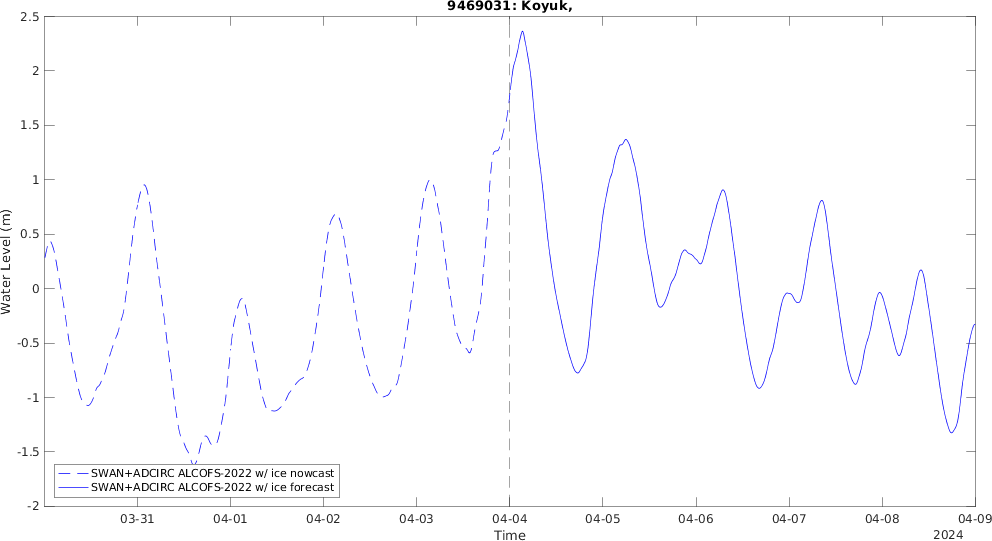 9469031: Koyuk,
Water Level (m)
2.5
2
1.5
1
0.5
0
-0.5
-1
-1.5
-2
SWAN+ADCIRC ALCOFS-2022 w/ ice nowcast
SWAN+ADCIRC ALCOFS-2022 w/ ice forecast
03-31 04-01 04-02 04-03 04-04 04-05 04-06 04-07 04-08 04-09
Time
2024